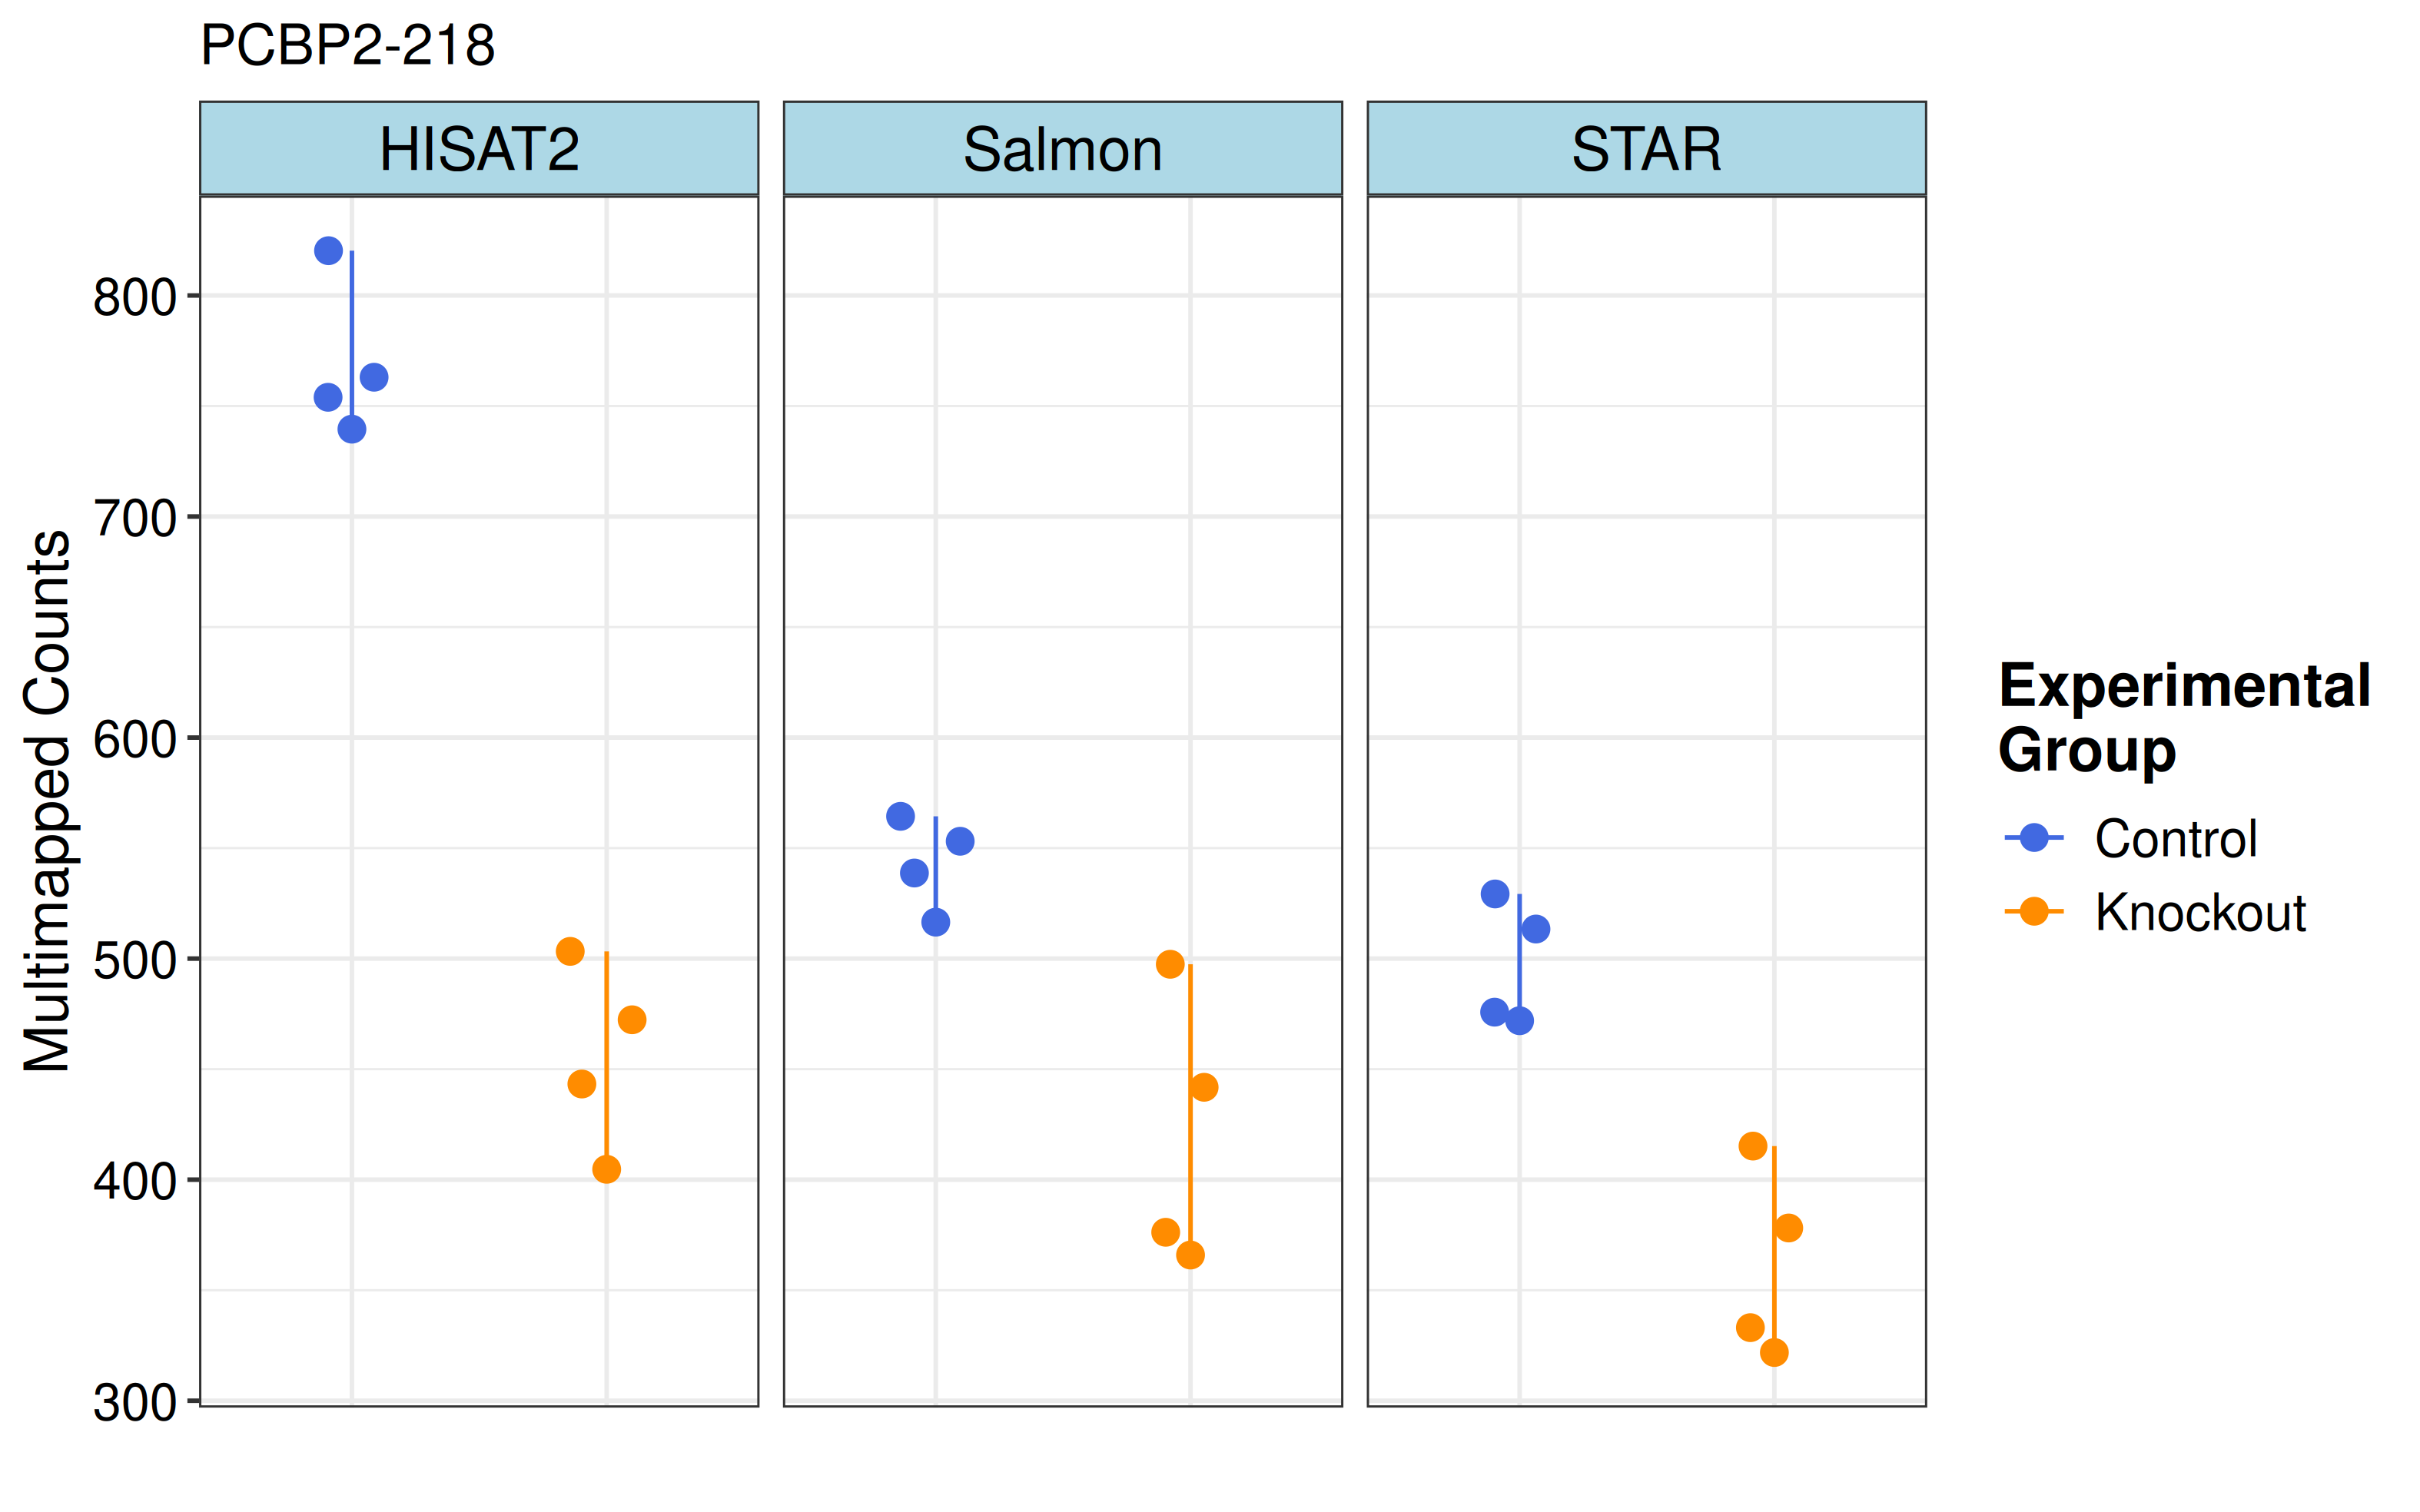 PCBP2-218
HISAT2
Salmon
STAR
Multimapped Counts
800
700
600
500
400
300
Experimental
Group
Control
Knockout